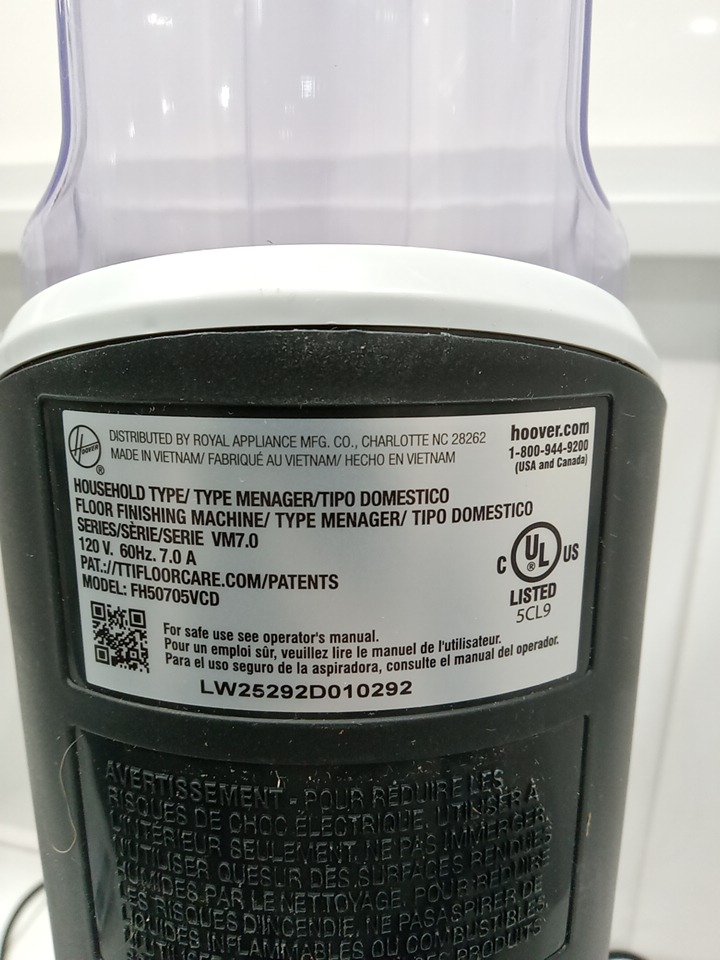 H
HOOVER
®
DISTRIBUTED BY ROYAL APPLIANCE MFG. CO., CHARLOTTE NC 28262
MADE IN VIETNAM/ FABRIQUÉ AU VIETNAM/ HECHO EN VIETNAM
hoover.com
1-800-944-9200
(USA and Canada)
HOUSEHOLD TYPE/ TYPE MENAGER/TIPO DOMESTICO
FLOOR FINISHING MACHINE/ TYPE MENAGER/ TIPO DOMESTICO
SERIES/SÈRIE/SERIE VM7.0
120 V. 60Hz. 7.0 A
PAT.://TTIFLOORCARE.COM/PATENTS
MODEL: FH50705VCD
C UL US
®
LISTED
5CL9
For safe use see operator's manual.
Pour un emploi sûr, veuillez lire le manuel de l'utilisateur.
Para el uso seguro de la aspiradora, consulte el manual del operador.
LW25292D010292
AVERTISSEMENT - POUR RÉDUIRE LES
RISQUES DE CHOC ÉLECTRIQUE, UTILISER À
L'INTÉRIEUR SEULEMENT. NE PAS IMMERGER.
N'UTILISER QUE SUR DES SURFACES RENDUES
HUMIDES PAR LE NETTOYAGE. POUR RÉDUIRE
LES RISQUES D'INCENDIE, NE PAS ASPIRER DE
LIQUIDES INFLAMMABLES OU COMBUSTIBLES,